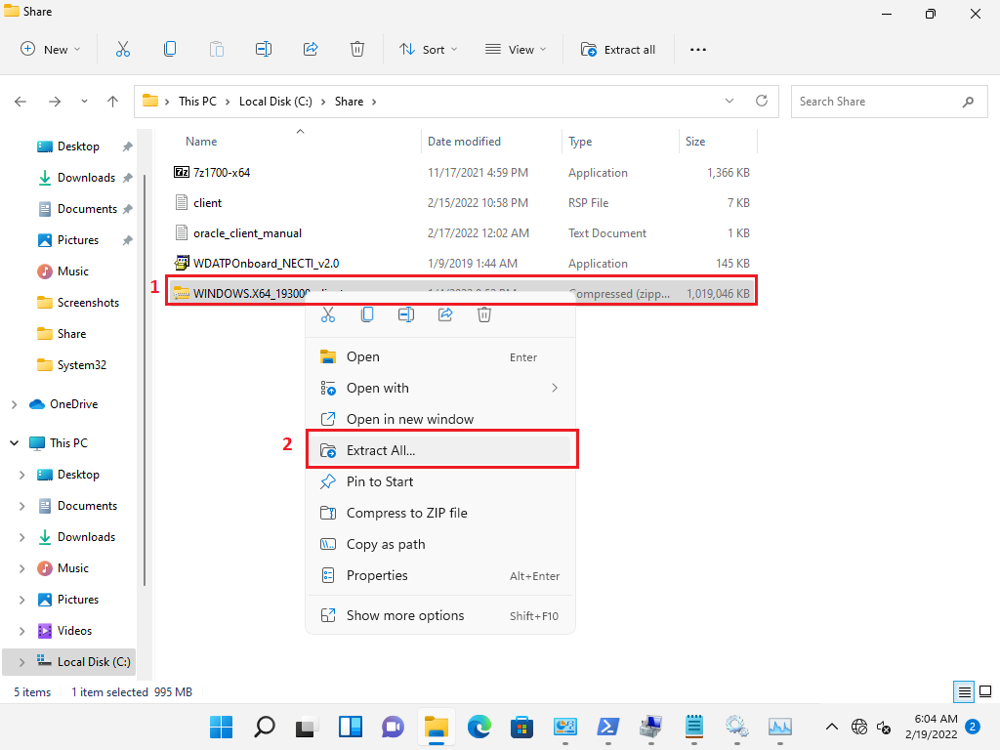 Share
New
Sort
View
Extract all
This PC
Local Disk (C:)
Share
Search Share
Name Date modified Type Size
Desktop
Downloads
Documents
Pictures
Music
Screenshots
Share
System32
OneDrive
This PC
Desktop
Documents
Downloads
Music
Pictures
Videos
Local Disk (C:)
7z 7z1700-x64 11/17/2021 4:59 PM Application 1,366 KB
client 2/15/2022 10:58 PM RSP File 7 KB
oracle_client_manual 2/17/2022 12:02 AM Text Document 1 KB
WDATPOnboard_NECTI_v2.0 1/9/2019 1:44 AM Application 145 KB
1
WINDOWS.X64_193000 Compressed (zipp... 1,019,046 KB
Open Enter
Open with
Open in new window
2
Extract All...
Pin to Start
Compress to ZIP file
Copy as path
Properties Alt+Enter
Show more options Shift+F10
5 items 1 item selected 995 MB
6:04 AM
2/19/2022
2